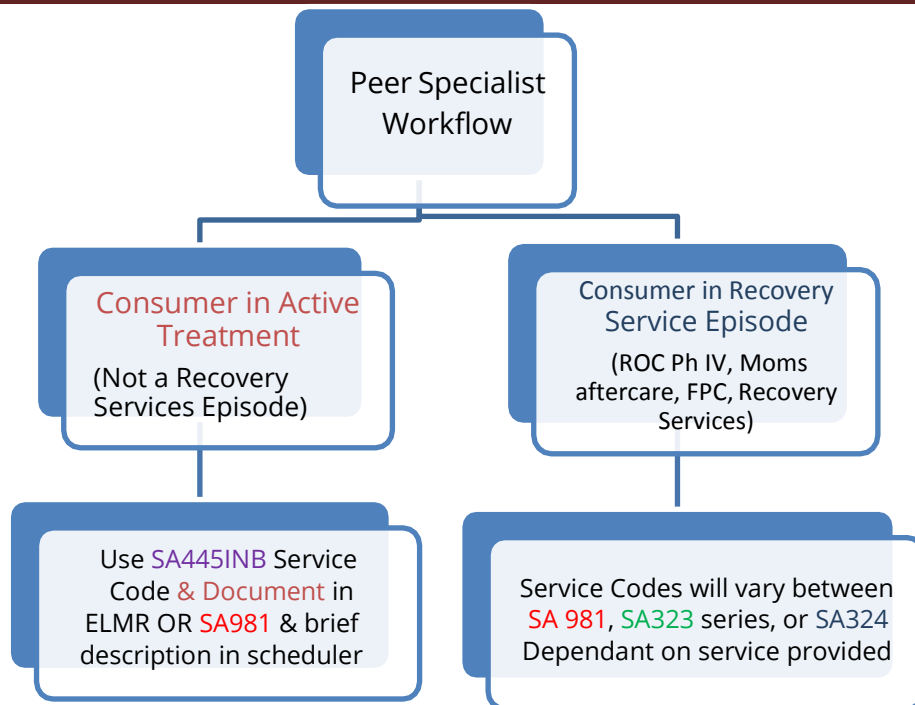 Peer Specialist
Workflow
Consumer in Active
Treatment
(Not a Recovery
Services Episode)
Consumer in Recovery
Service Episode
(ROC Ph IV, Moms
aftercare, FPC, Recovery
Services)
Use SA445INB Service
Code & Document in
ELMR OR SA981 & brief
description in scheduler
Service Codes will vary between
SA 981, SA323 series, or SA324
Dependant on service provided